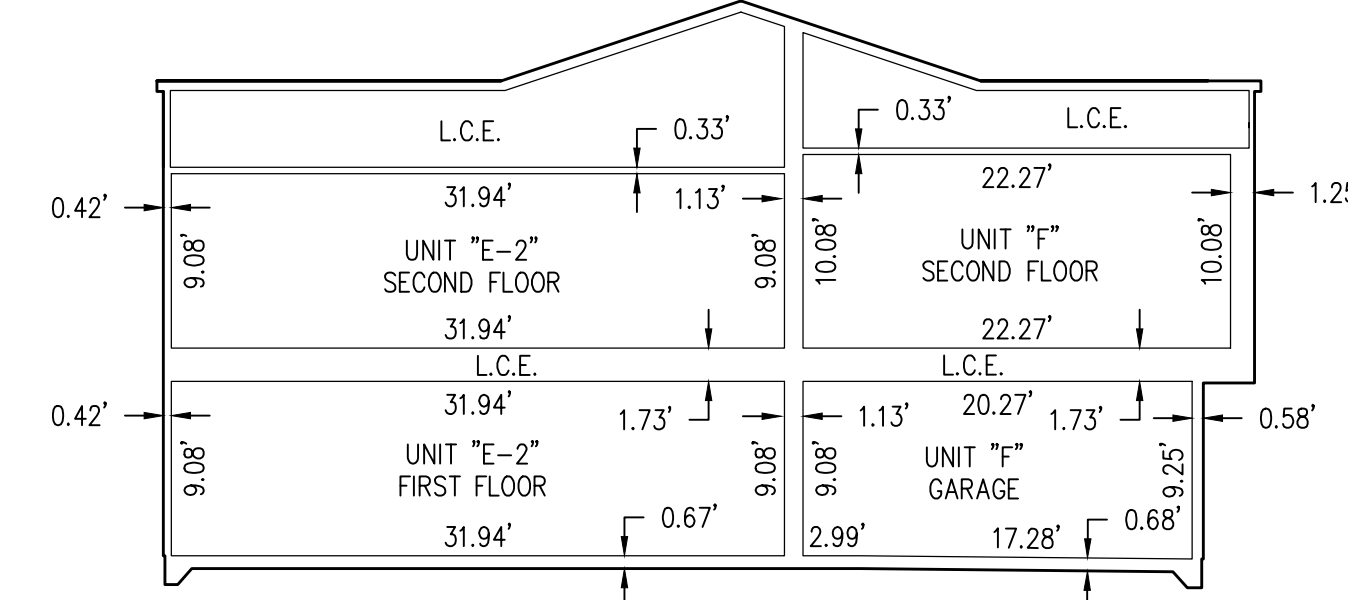 0.33’
L.C.E.
L.C.E.
0.33’
31.94’
1.13’
22.27’
0.42’
1.25
9.08’
UNIT ”E–2”
SECOND FLOOR
9.08’
10.08’
UNIT ”F”
SECOND FLOOR
10.08’
31.94’
22.27’
L.C.E.
L.C.E.
31.94’
1.73’
1.13’
20.27’
1.73’
0.42’
0.58’
9.08’
UNIT ”E–2”
FIRST FLOOR
9.08’
9.08’
UNIT ”F”
GARAGE
9.25’
31.94’
0.67’
2.99’
17.28’
0.68’